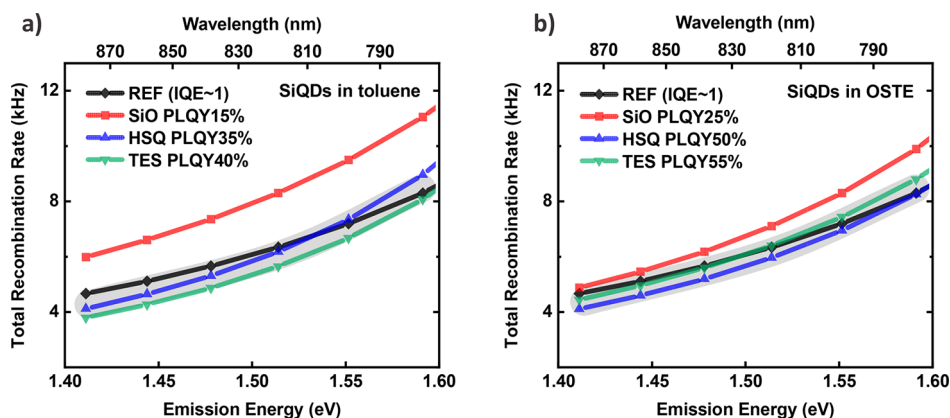 a)
Wavelength (nm)
870 850 830 810 790
REF (IQE~1)
SiO PLQY15%
HSQ PLQY35%
TES PLQY40%
SiQDs in toluene
Total Recombination Rate (kHz)
12
8
4
1.40 1.45 1.50 1.55 1.60
Emission Energy (eV)
b)
Wavelength (nm)
870 850 830 810 790
REF (IQE~1)
SiO PLQY25%
HSQ PLQY50%
TES PLQY55%
SiQDs in OSTE
Total Recombination Rate (kHz)
12
8
4
1.40 1.45 1.50 1.55 1.60
Emission Energy (eV)